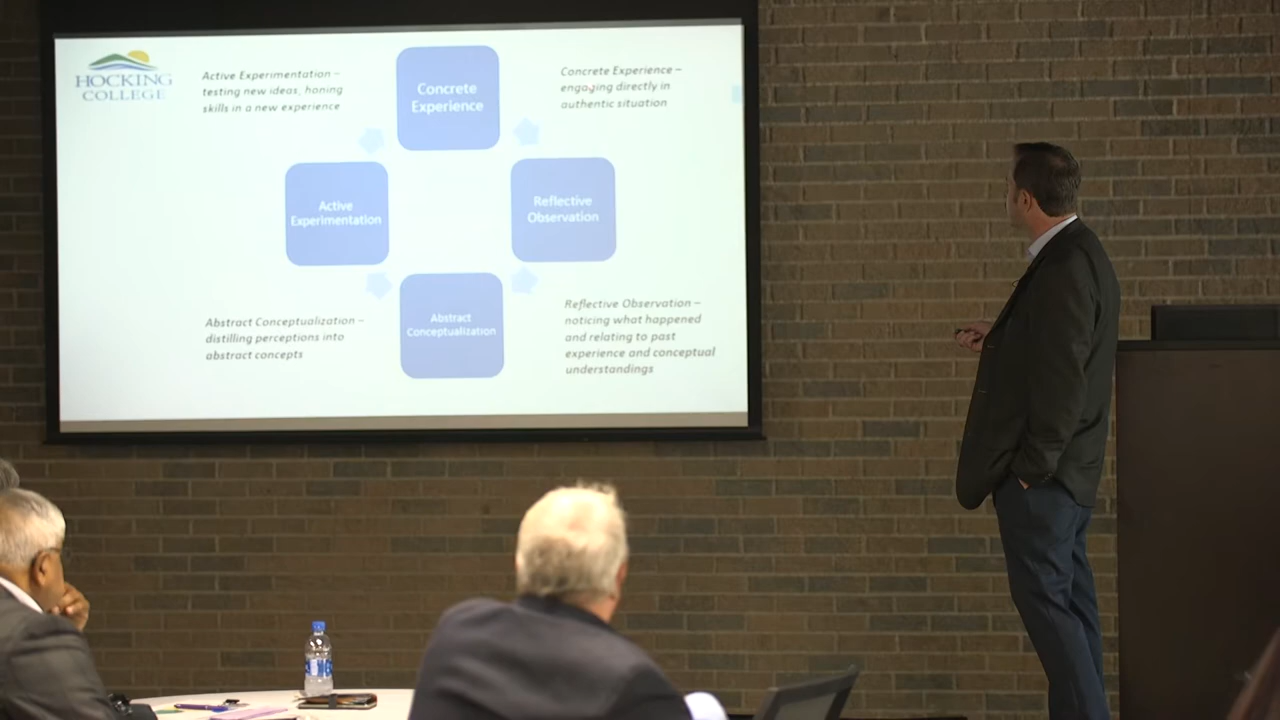 HOCKING
COLLEGE
Active Experimentation –
testing new ideas, honing
skills in a new experience
Concrete
Experience
Concrete Experience –
engaging directly in
authentic situation
Active
Experimentation
Reflective
Observation
Abstract Conceptualization –
distilling perceptions into
abstract concepts
Abstract
Conceptualization
Reflective Observation –
noticing what happened
and relating to past
experience and conceptual
understandings